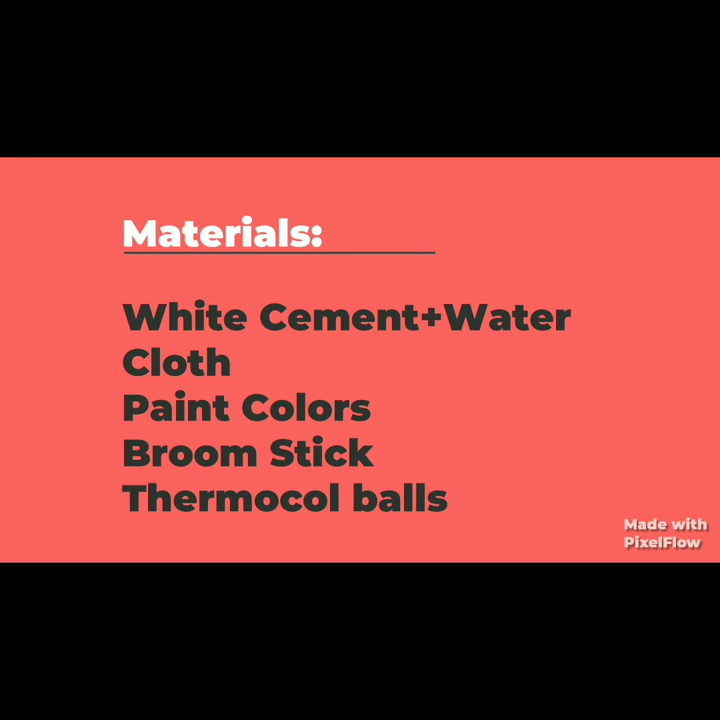 Materials:
White Cement+Water
Cloth
Paint Colors
Broom Stick
Thermocol balls
Made with
PixelFlow